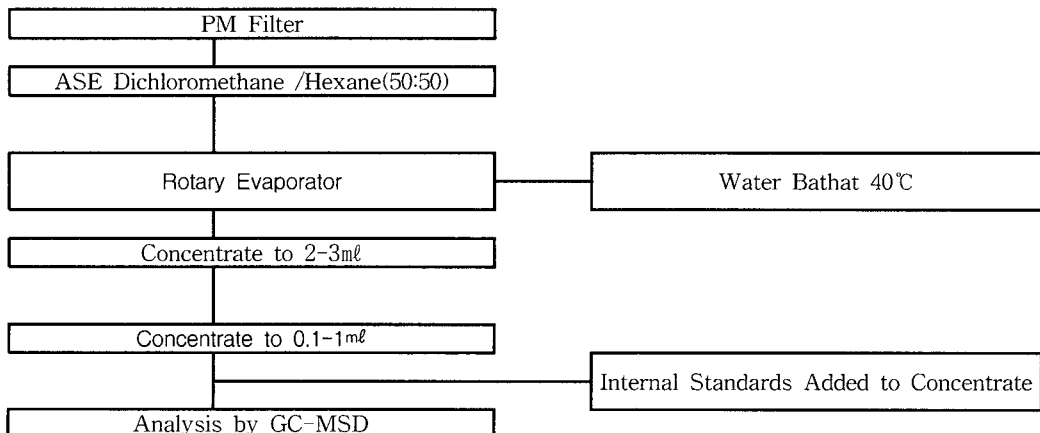 PM Filter
ASE Dichloromethane /Hexane(50:50)
Rotary Evaporator
Water Bathat 40℃
Concentrate to 2-3㎖
Concentrate to 0.1-1㎖
Internal Standards Added to Concentrate
Analysis by GC-MSD